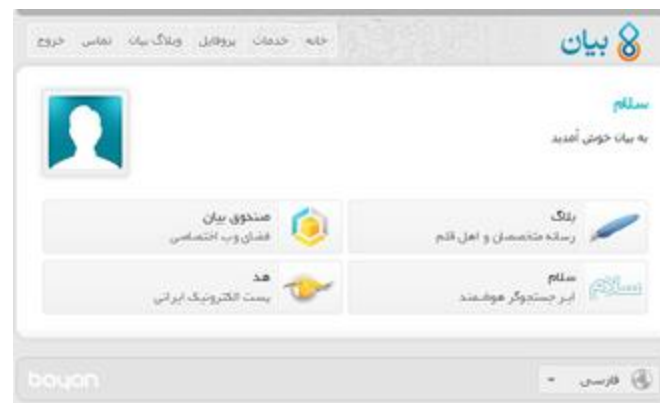 بیان
خانه خدمات پروفایل وبلاگ بیان تماس خروج
سلام
به بیان خوش آمدید
بلاگ
رسانه متخصصان و اهل قلم
صندوق بیان
فضای وب اختصاصی
سلام
سلام
ابر جستجوگر هوشمند
هد
پست الکترونیک ایرانی
فارسی
bayan